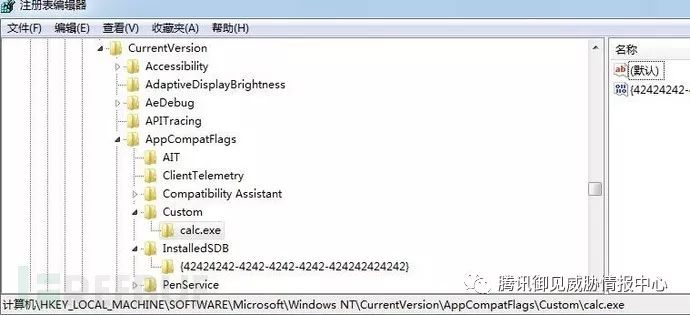 注册表编辑器
文件(F) 编辑(E) 查看(V) 收藏夹(A) 帮助(H)
CurrentVersion
Accessibility
AdaptiveDisplayBrightness
AeDebug
APITracing
AppCompatFlags
AIT
ClientTelemetry
Compatibility Assistant
Custom
calc.exe
InstalledSDB
{42424242-4242-4242-4242-424242424242}
PenService
名称
(默认)
{42424242-4
腾讯御见威胁情报中心
计算机\HKEY_LOCAL_MACHINE\SOFTWARE\Microsoft\Windows NT\CurrentVersion\AppCompatFlags\Custom\calc.exe